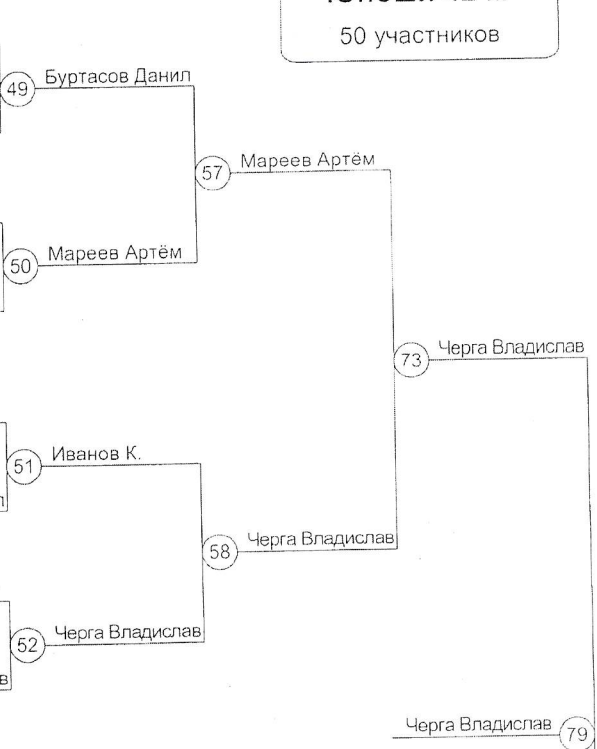 50 участников
49 Буртасов Данил
57 Мареев Артём
50 Мареев Артём
73 Черга Владислав
51 Иванов К.
58 Черга Владислав
52 Черга Владислав
Черга Владислав 79